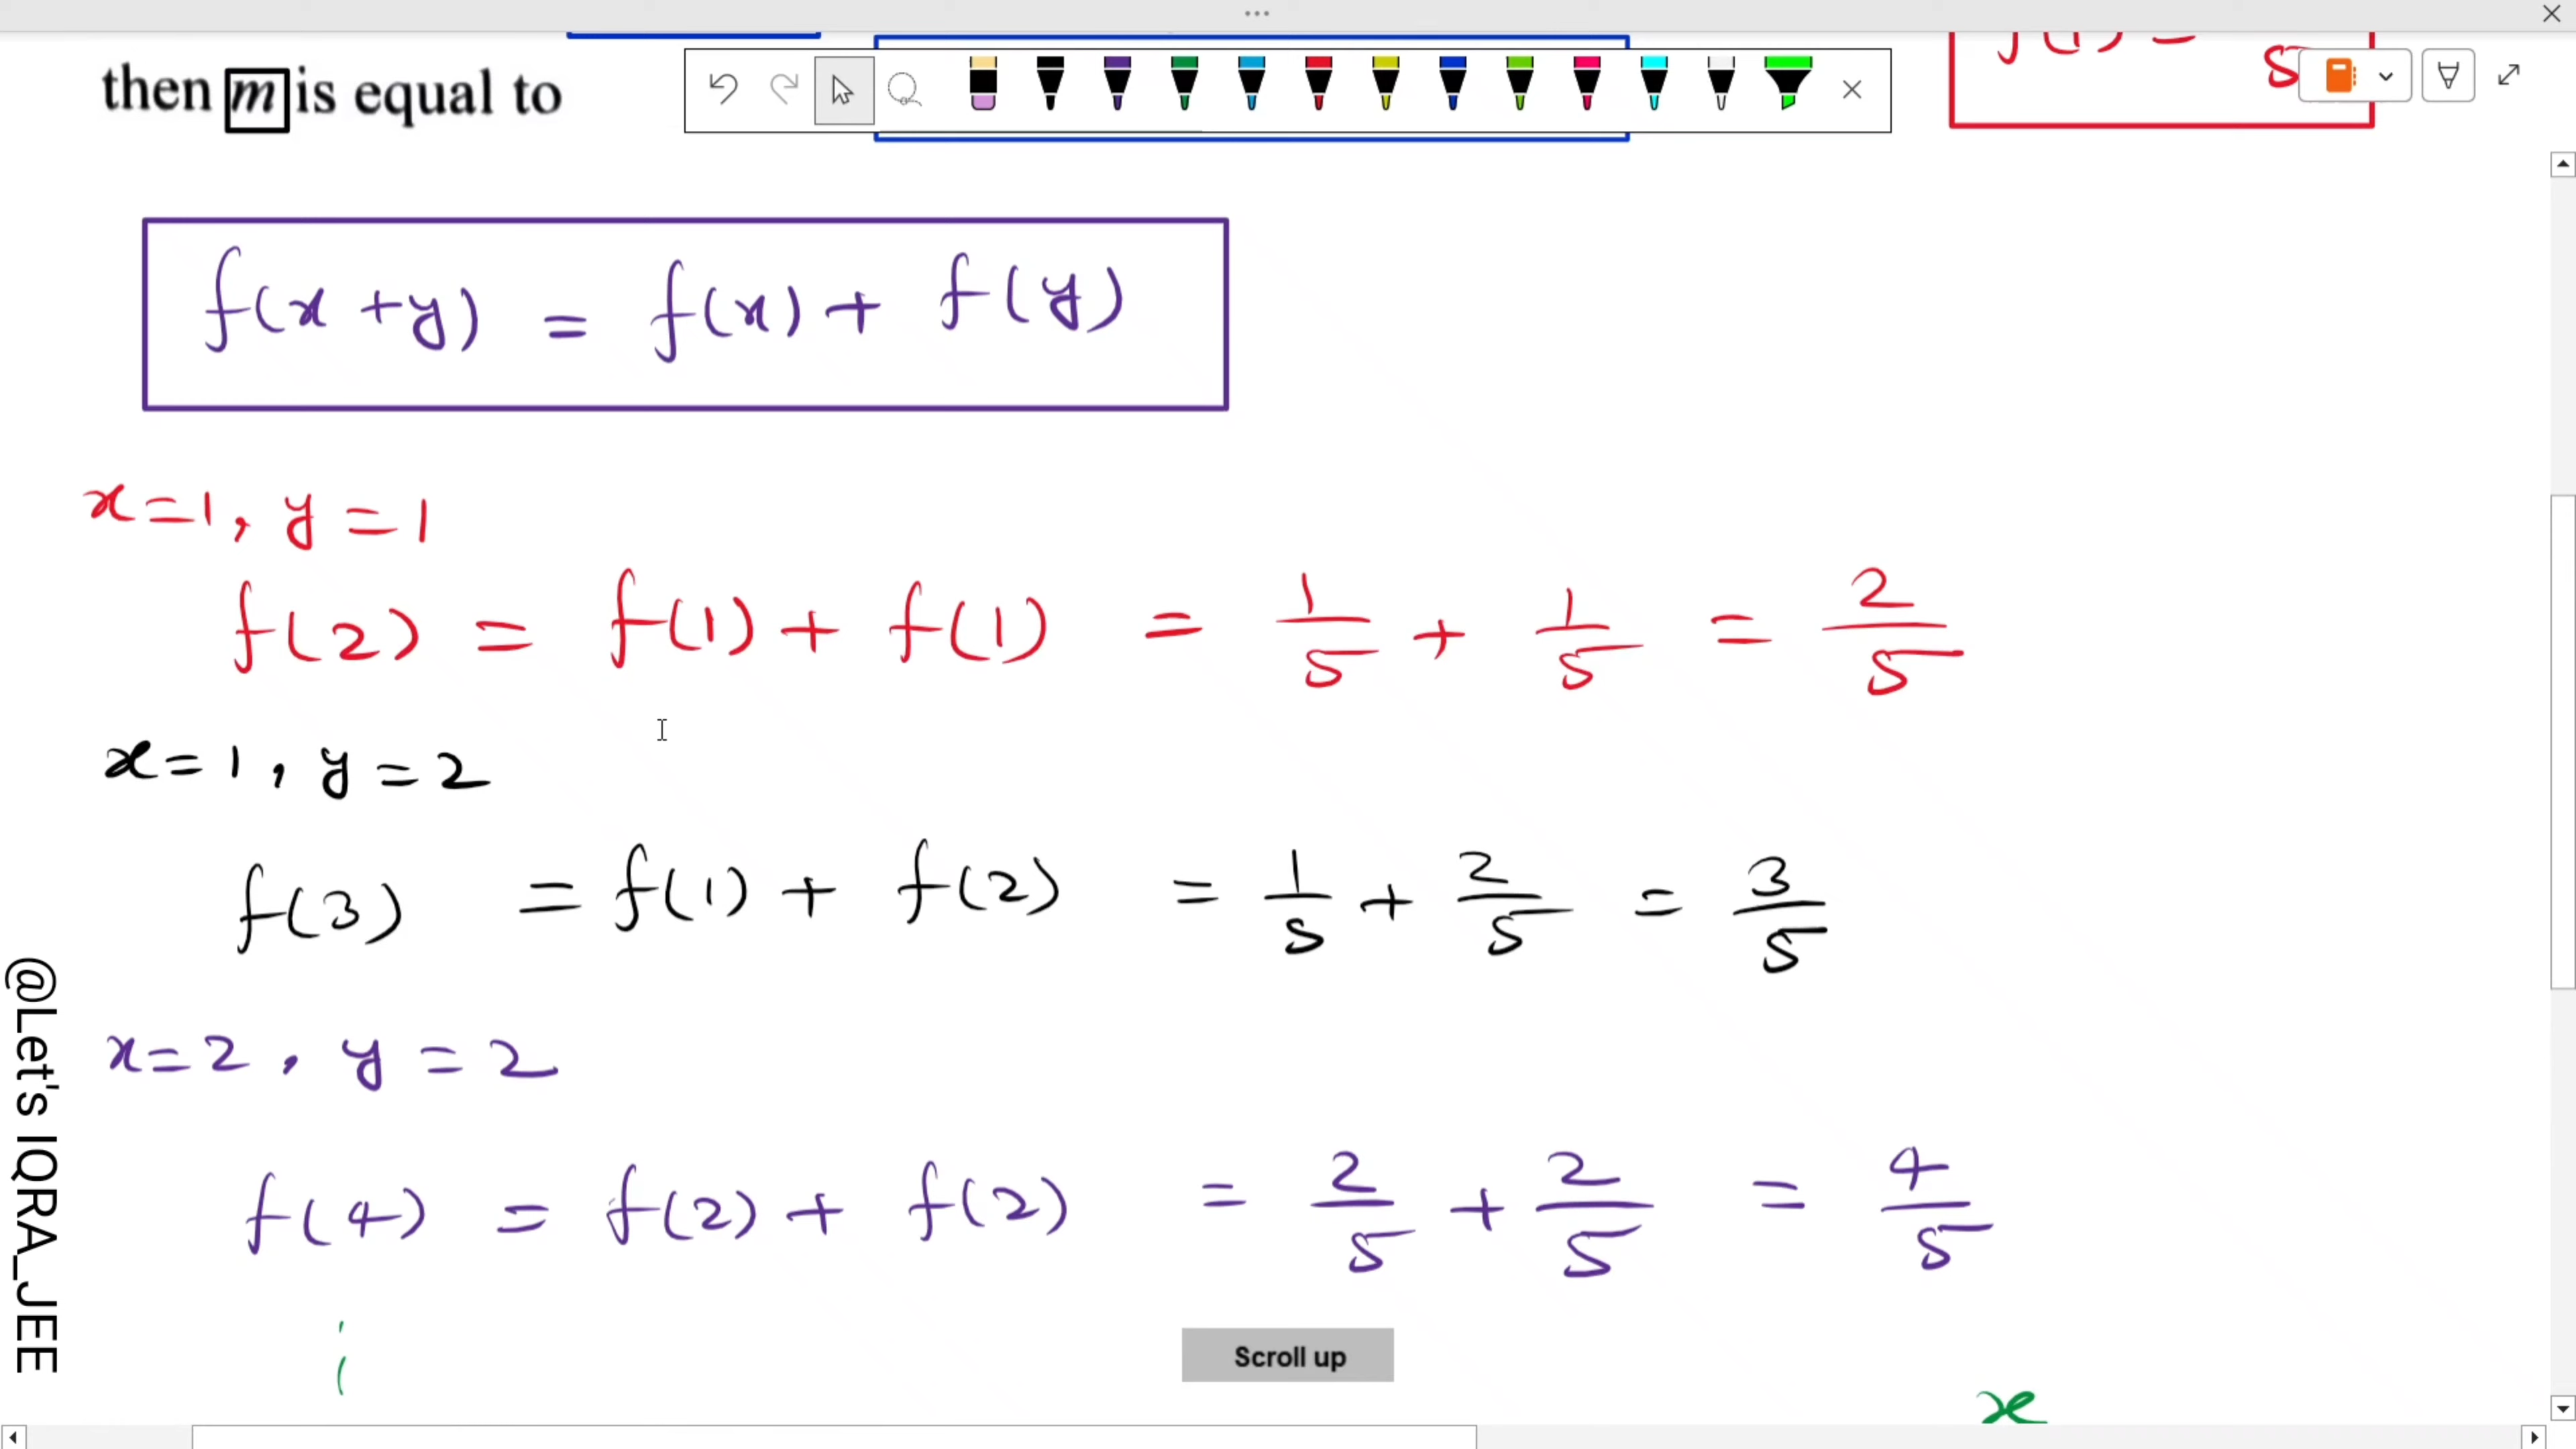 then m is equal to
f(x+y) = f(x) + f(y)
x=1, y=1
f(2) = f(1) + f(1) = 1/5 + 1/5 = 2/5
x=1, y=2
f(3) = f(1) + f(2) = 1/5 + 2/5 = 3/5
x=2, y=2
f(4) = f(2) + f(2) = 2/5 + 2/5 = 4/5
x
Scroll up
@Let's IQRA_JEE